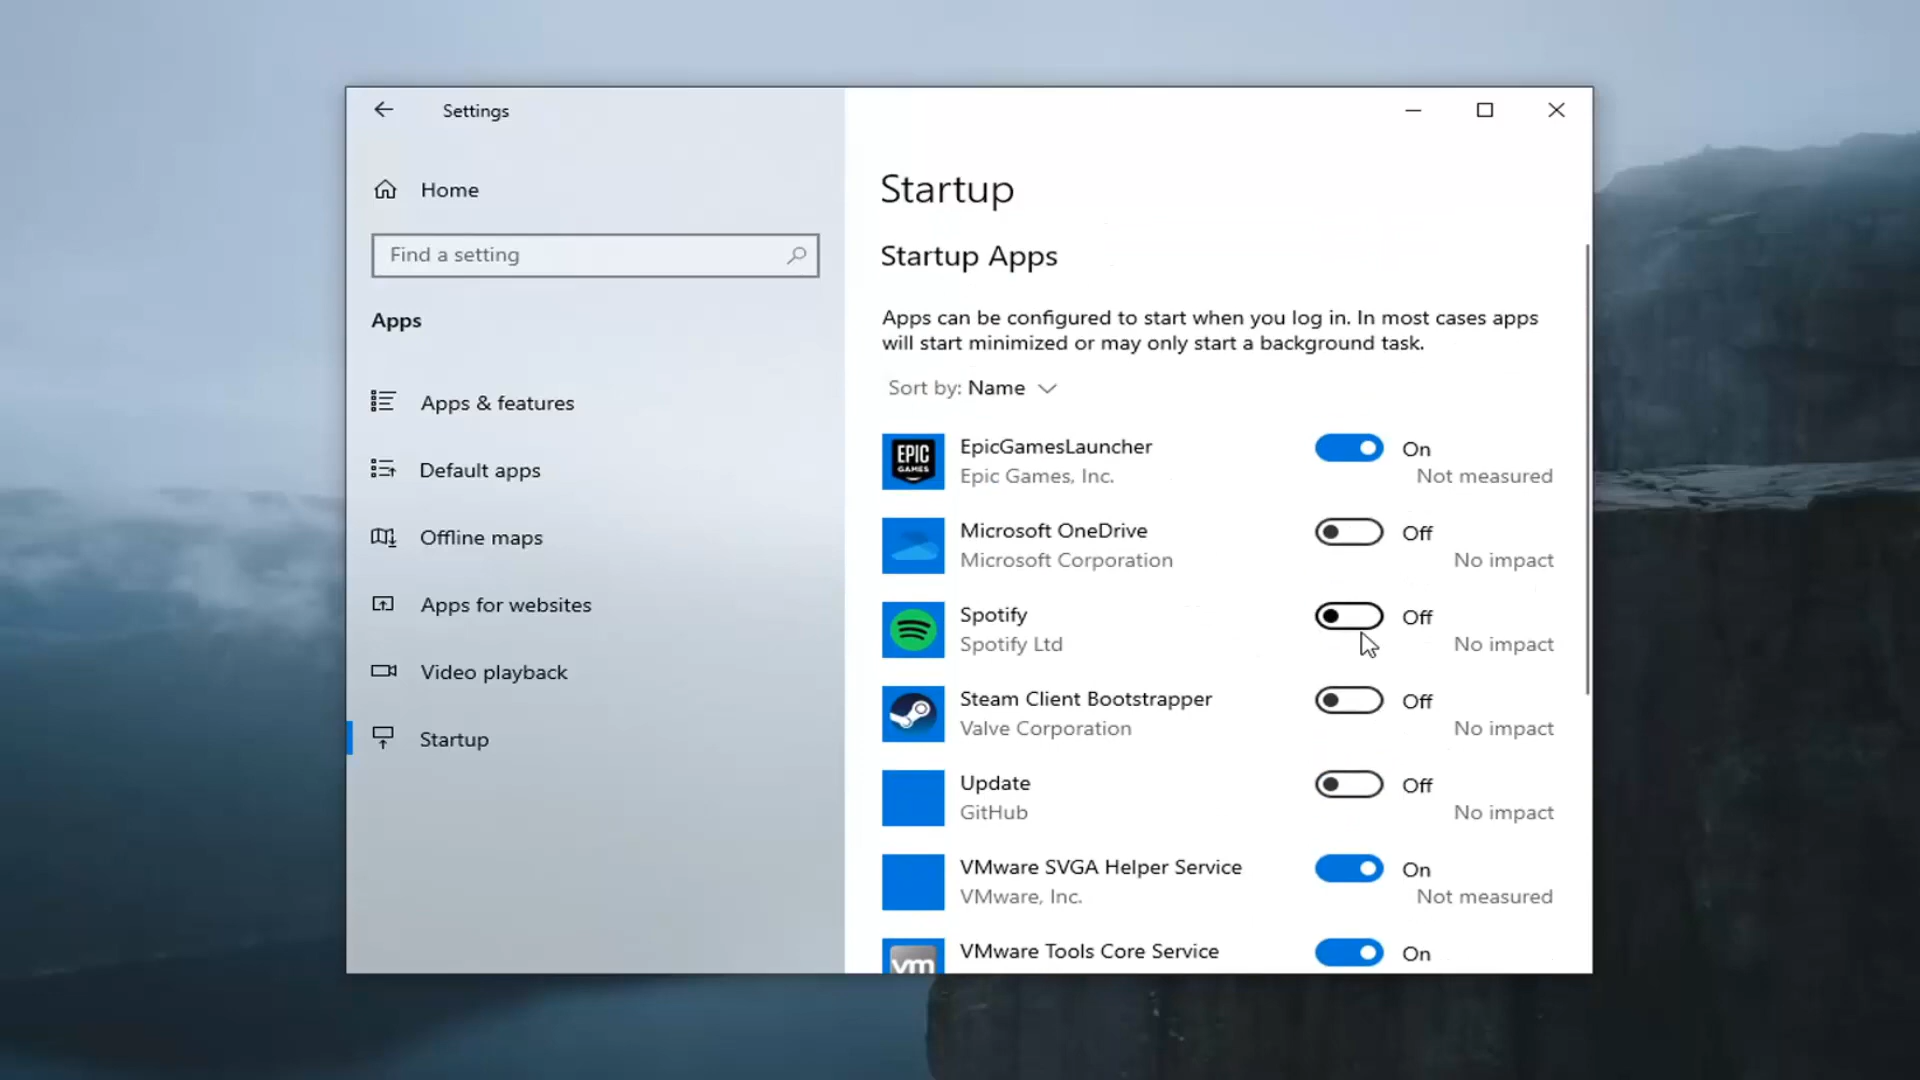 Settings
Home
Find a setting
Apps
Apps & features
Default apps
Offline maps
Apps for websites
Video playback
Startup
Startup
Startup Apps
Apps can be configured to start when you log in. In most cases apps
will start minimized or may only start a background task.
Sort by: Name
EPIC
GAMES
EpicGamesLauncher
On
Epic Games, Inc.
Not measured
Microsoft OneDrive
Off
Microsoft Corporation
No impact
Spotify
Off
Spotify Ltd
No impact
Steam Client Bootstrapper
Off
Valve Corporation
No impact
Update
Off
GitHub
No impact
VMware SVGA Helper Service
On
VMware, Inc.
Not measured
vm
VMware Tools Core Service
On